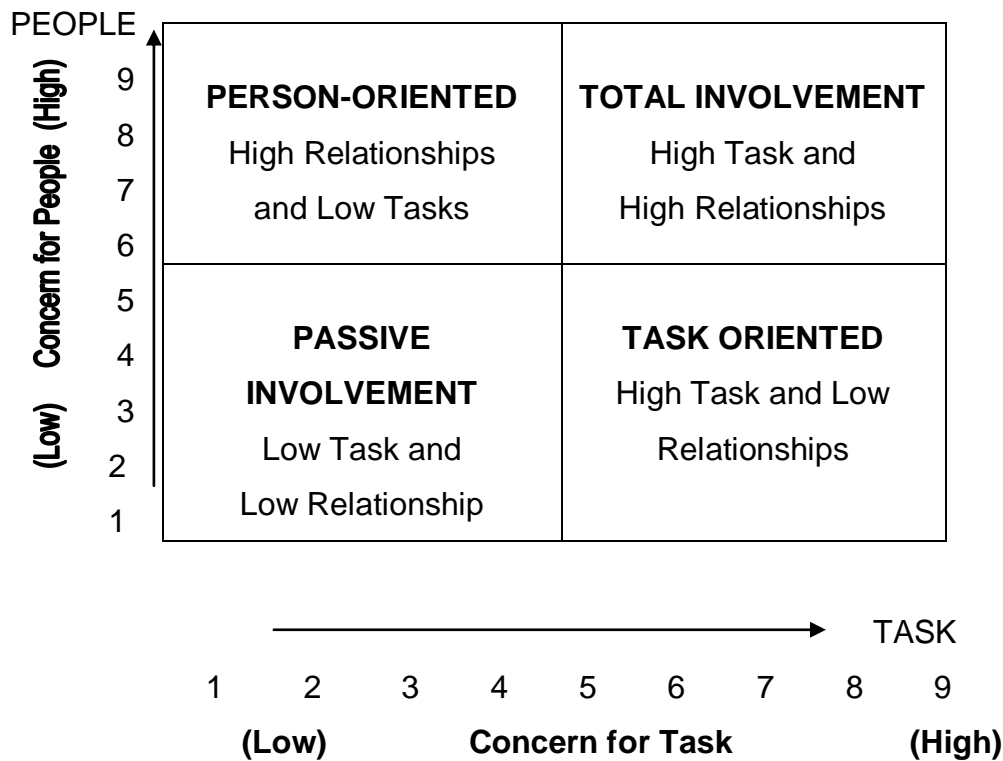 PEOPLE
(Low) Concern for People (High)
9
8
7
6
5
4
3
2
1
PERSON-ORIENTED
High Relationships
and Low Tasks
TOTAL INVOLVEMENT
High Task and
High Relationships
PASSIVE
INVOLVEMENT
Low Task and
Low Relationship
TASK ORIENTED
High Task and Low
Relationships
TASK
1 2 3 4 5 6 7 8 9
(Low) Concern for Task (High)